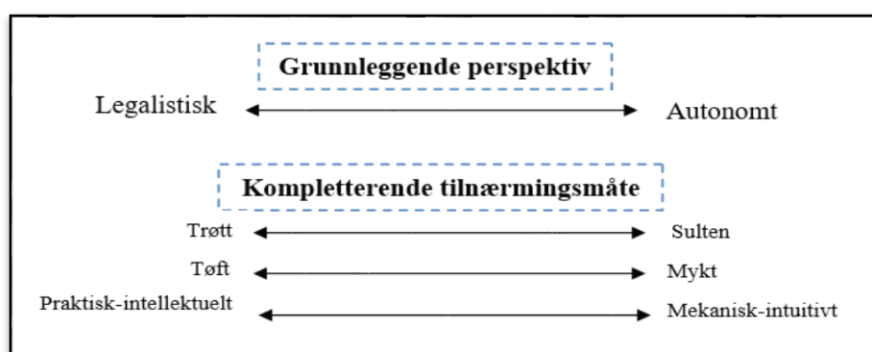 Grunnleggende perspektiv
Legalistisk Autonomt
Kompletterende tilnærmingsmåte
Trøtt Sulten
Tøft Mykt
Praktisk-intellektuelt Mekanisk-intuitivt